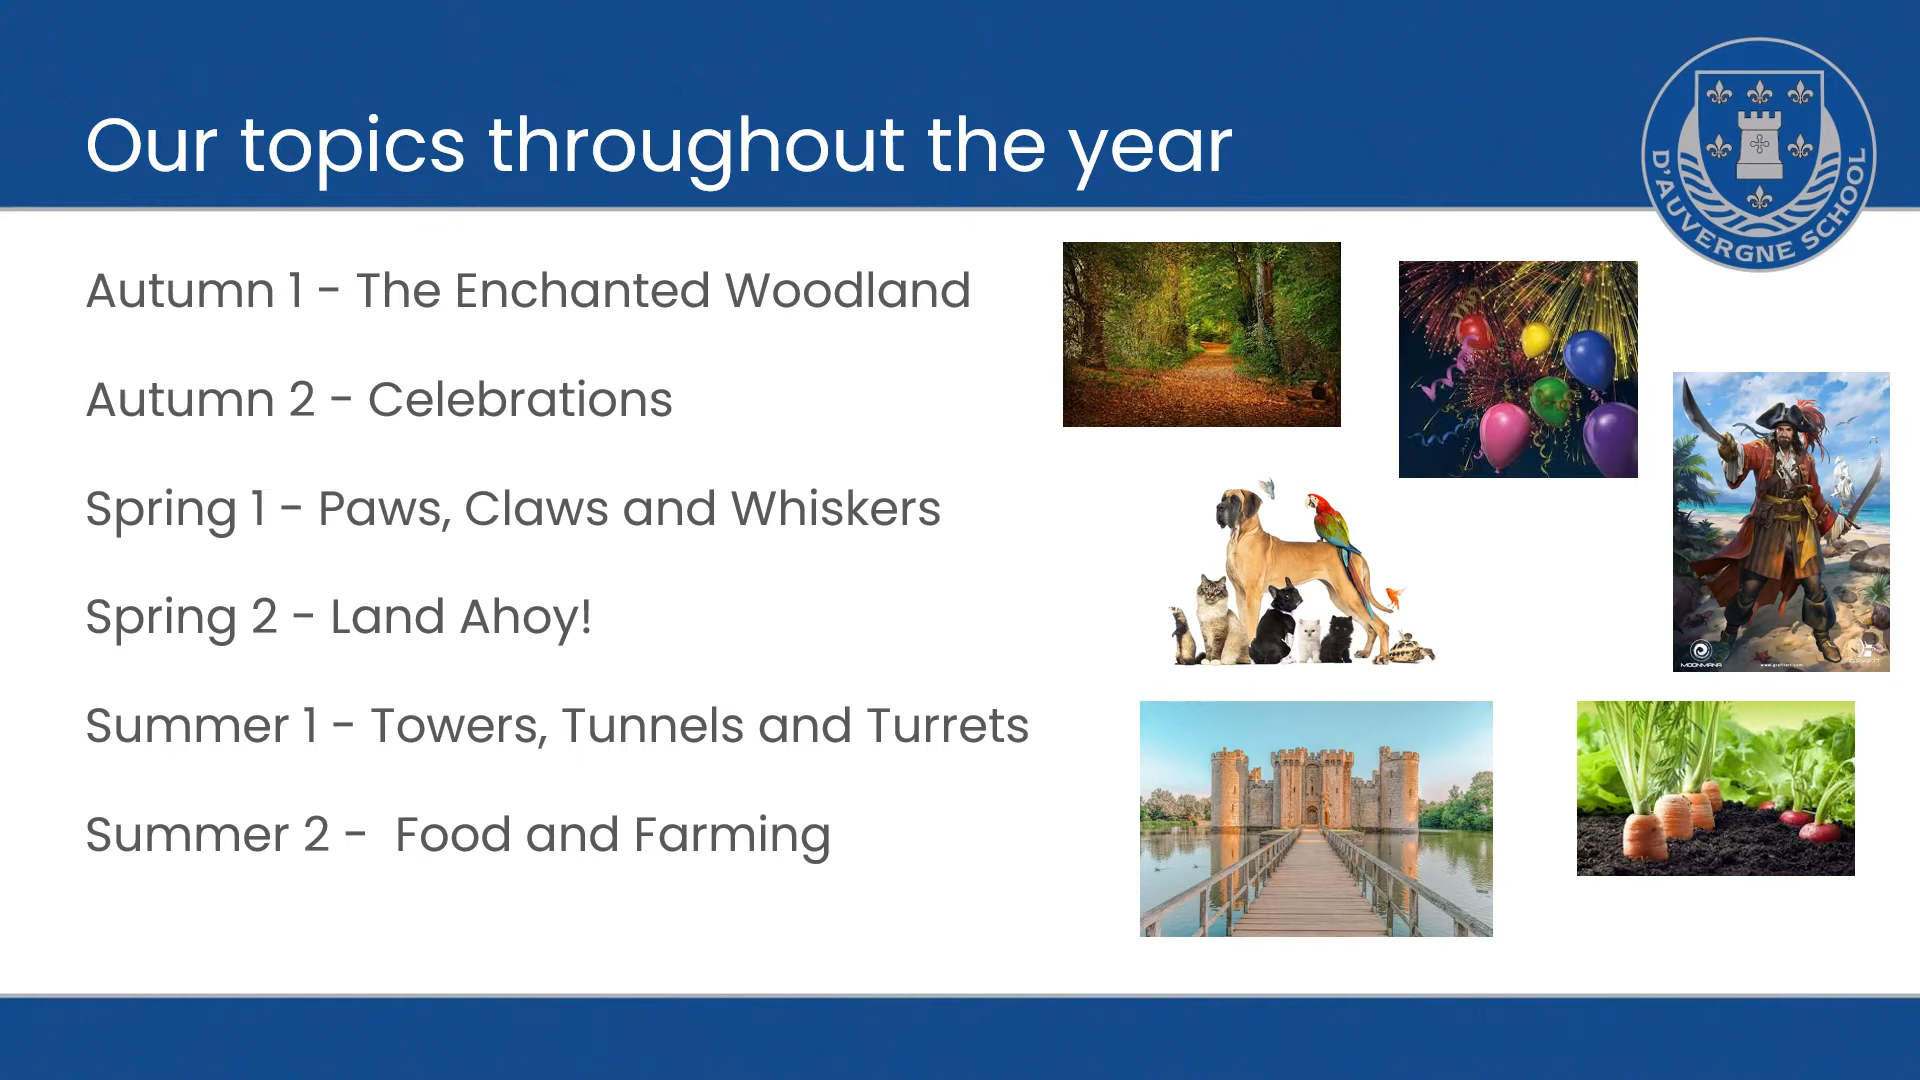 Our topics throughout the year
D'AUVERGNE SCHOOL
Autumn 1 - The Enchanted Woodland
Autumn 2 - Celebrations
Spring 1 - Paws, Claws and Whiskers
Spring 2 - Land Ahoy!
Summer 1 - Towers, Tunnels and Turrets
Summer 2 - Food and Farming
MOONMANA